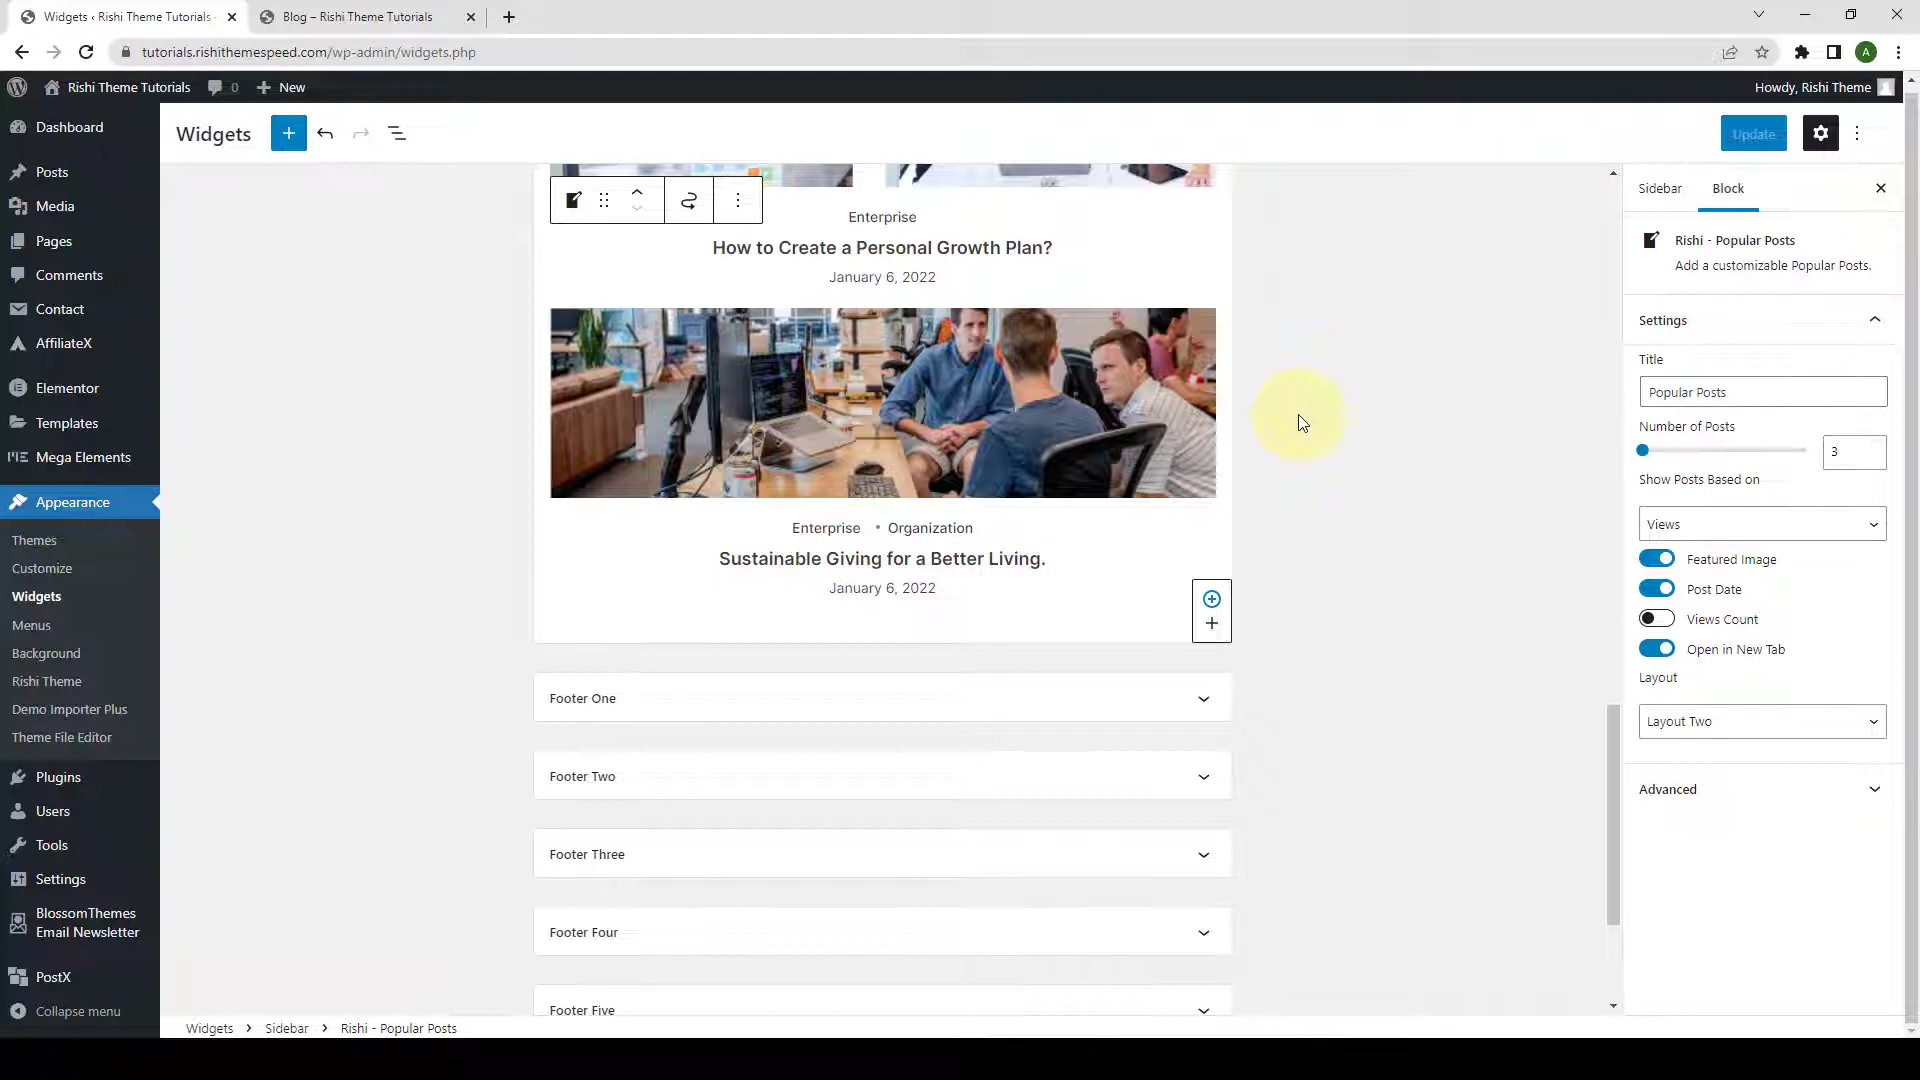 Widgets ‹ Rishi Theme Tutorials
Blog – Rishi Theme Tutorials
tutorials.rishithemespeed.com/wp-admin/widgets.php
A
Rishi Theme Tutorials
0
New
Howdy, Rishi Theme
Dashboard
Posts
Media
Pages
Comments
Contact
AffiliateX
Elementor
Templates
Mega Elements
Appearance
Themes
Customize
Widgets
Menus
Background
Rishi Theme
Demo Importer Plus
Theme File Editor
Plugins
Users
Tools
Settings
BlossomThemes
Email Newsletter
PostX
Collapse menu
Widgets
Update
Enterprise
How to Create a Personal Growth Plan?
January 6, 2022
Enterprise • Organization
Sustainable Giving for a Better Living.
January 6, 2022
Footer One
Footer Two
Footer Three
Footer Four
Footer Five
Sidebar
Block
Rishi - Popular Posts
Add a customizable Popular Posts.
Settings
Title
Popular Posts
Number of Posts
3
Show Posts Based on
Views
Featured Image
Post Date
Views Count
Open in New Tab
Layout
Layout Two
Advanced
Widgets > Sidebar > Rishi - Popular Posts